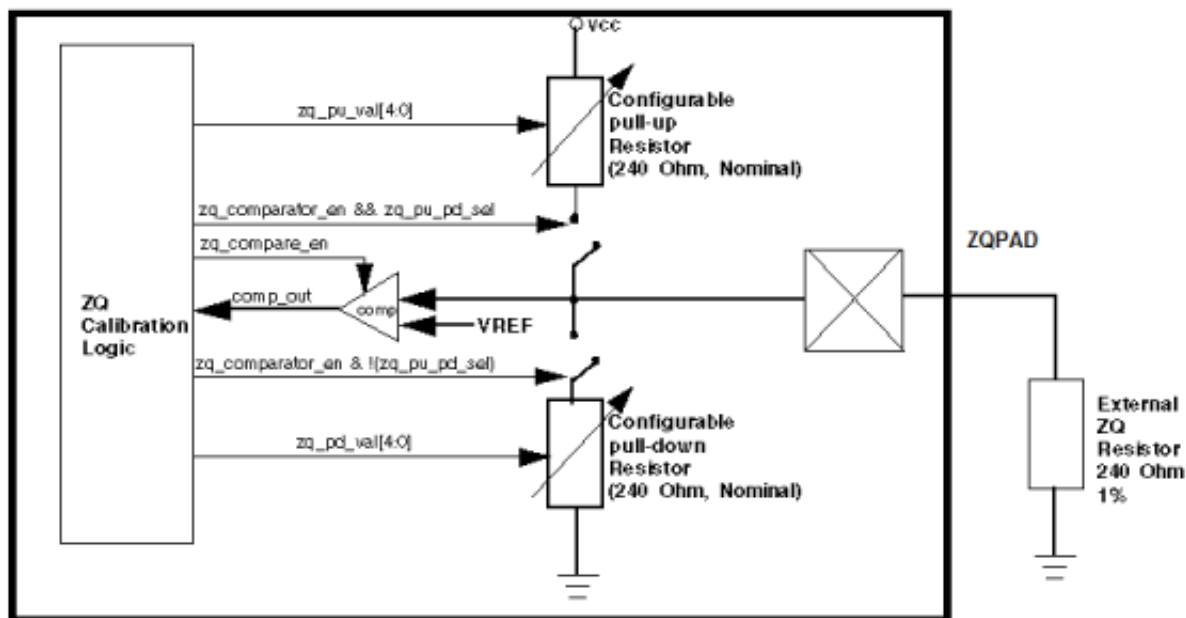 vcc
zq_pu_val[4:0]
Configurable
pull-up
Resistor
(240 Ohm, Nominal)
zq_comparator_en && zq_pu_pd_sel
zq_compare_en
ZQPAD
comp_out
comp
VREF
ZQ
Calibration
Logic
zq_comparator_en & !(zq_pu_pd_sel)
zq_pd_val[4:0]
Configurable
pull-down
Resistor
(240 Ohm, Nominal)
External
ZQ
Resistor
240 Ohm
1%